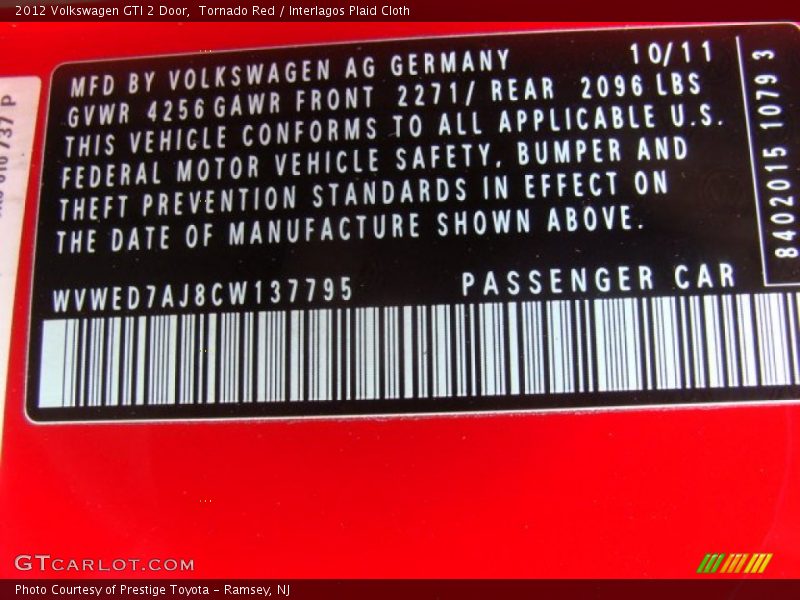 2012 Volkswagen GTI 2 Door,  Tornado Red / Interlagos Plaid Cloth
MFD BY VOLKSWAGEN AG GERMANY 10/11
GVWR 4256 GAWR FRONT 2271/ REAR 2096 LBS
THIS VEHICLE CONFORMS TO ALL APPLICABLE U.S.
FEDERAL MOTOR VEHICLE SAFETY, BUMPER AND
THEFT PREVENTION STANDARDS IN EFFECT ON
THE DATE OF MANUFACTURE SHOWN ABOVE.
WVWED7AJ8CW137795 PASSENGER CAR
8402015 1079 3
737 P
GTCARLOT.COM
Photo Courtesy of Prestige Toyota - Ramsey, NJ